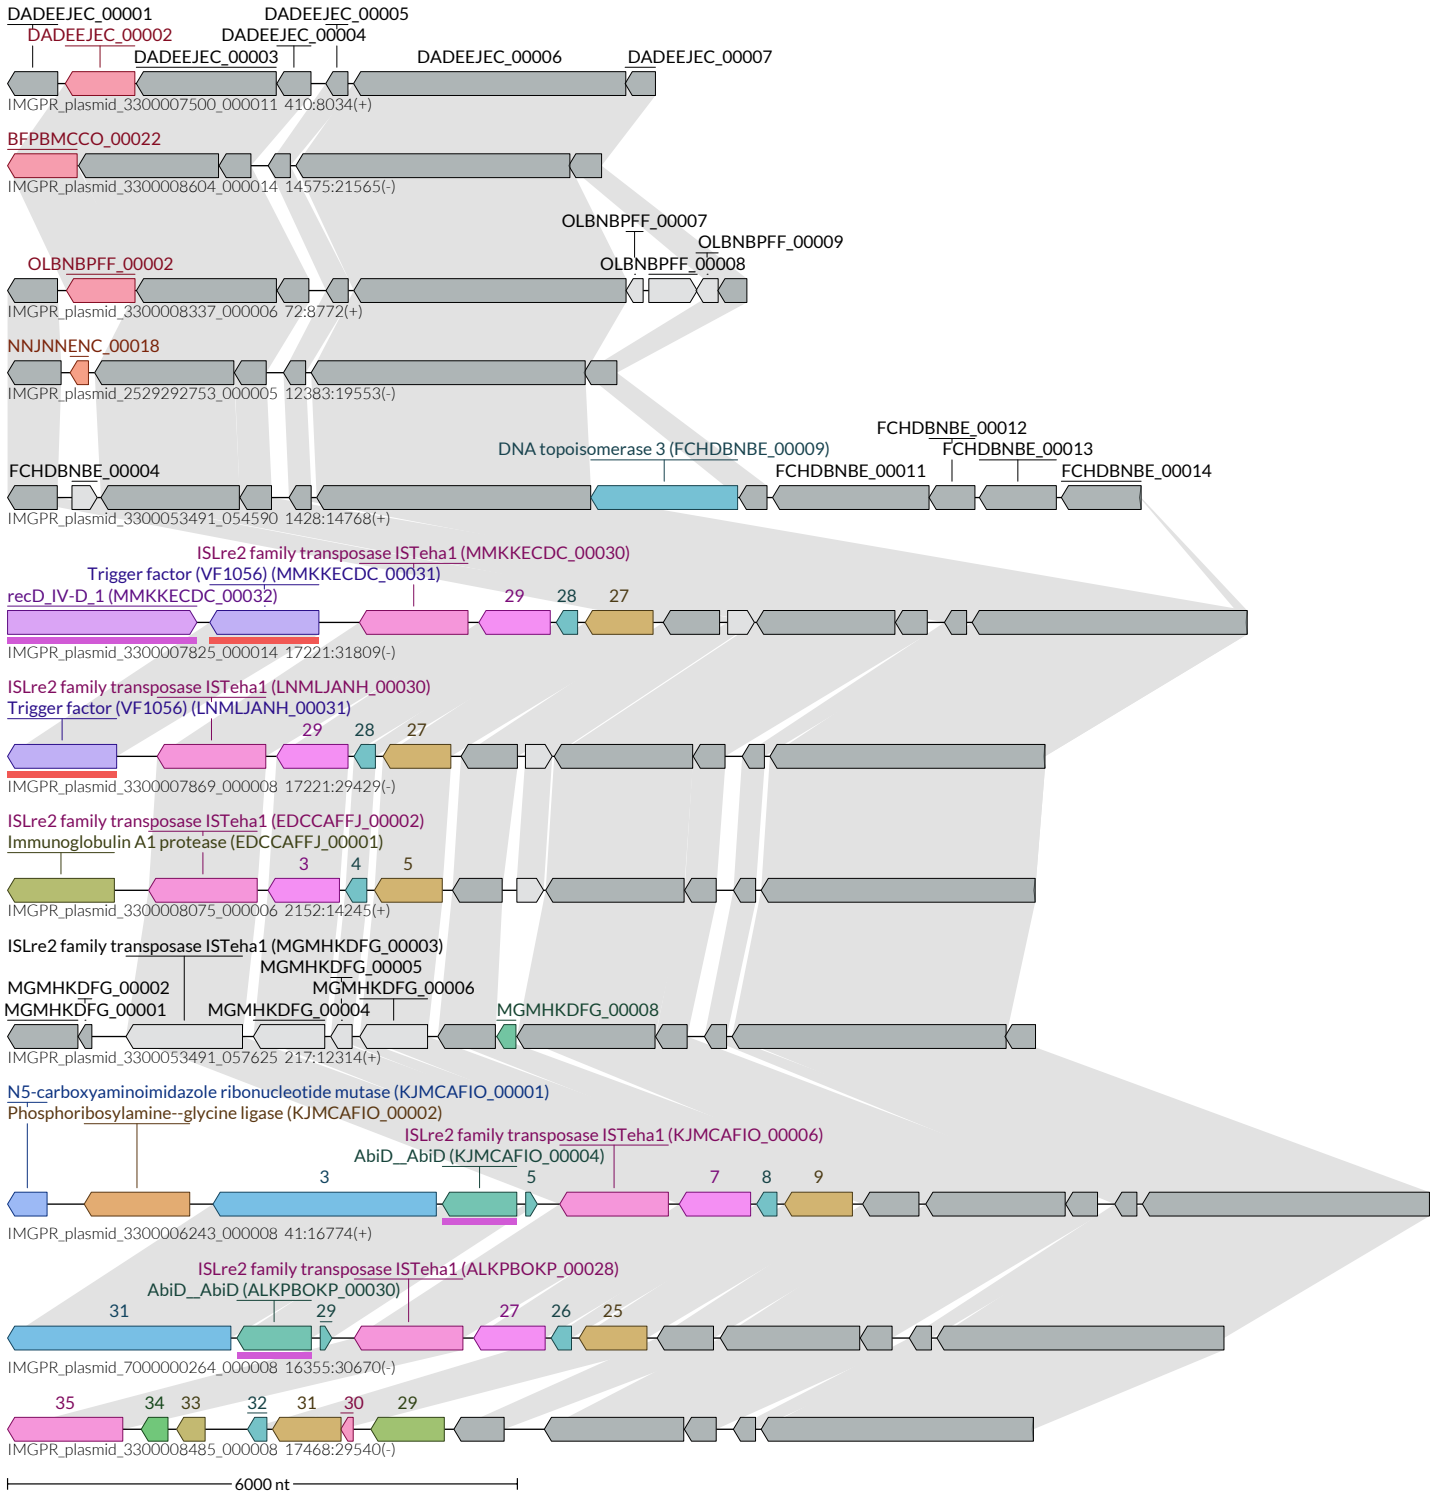 DADEEJEC_00001 DADEEJEC_00005
DADEEJEC_00002 DADEEJEC_00004
DADEEJEC_00003 DADEEJEC_00006 DADEEJEC_00007
IMGPR_plasmid_3300007500_000011 410:8034(+)
BFPBMCCO_00022
IMGPR_plasmid_3300008604_000014 14575:21565(-)
OLBNBPFF_00007
OLBNBPFF_00009
OLBNBPFF_00002 OLBNBPFF_00008
IMGPR_plasmid_3300008337_000006 72:8772(+)
NNJNNENC_00018
IMGPR_plasmid_2529292753_000005 12383:19553(-)
FCHDBNBE_00012
DNA topoisomerase 3 (FCHDBNBE_00009) FCHDBNBE_00013
FCHDBNBE_00004 FCHDBNBE_00011 FCHDBNBE_00014
IMGPR_plasmid_3300053491_054590 1428:14768(+)
ISLre2 family transposase ISTeha1 (MMKKECDC_00030)
Trigger factor (VF1056) (MMKKECDC_00031)
recD_IV-D_1 (MMKKECDC_00032) 29 28 27
IMGPR_plasmid_3300007825_000014 17221:31809(-)
ISLre2 family transposase ISTeha1 (LNMLJANH_00030)
Trigger factor (VF1056) (LNMLJANH_00031)
29 28 27
IMGPR_plasmid_3300007869_000008 17221:29429(-)
ISLre2 family transposase ISTeha1 (EDCCAFFJ_00002)
Immunoglobulin A1 protease (EDCCAFFJ_00001)
3 4 5
IMGPR_plasmid_3300008075_000006 2152:14245(+)
ISLre2 family transposase ISTeha1 (MGMHKDFG_00003)
MGMHKDFG_00005
MGMHKDFG_00002 MGMHKDFG_00006
MGMHKDFG_00001 MGMHKDFG_00004 MGMHKDFG_00008
IMGPR_plasmid_3300053491_057625 217:12314(+)
N5-carboxyaminoimidazole ribonucleotide mutase (KJMCAFIO_00001)
Phosphoribosylamine--glycine ligase (KJMCAFIO_00002)
ISLre2 family transposase ISTeha1 (KJMCAFIO_00006)
AbiD__AbiD (KJMCAFIO_00004)
3 5 7 8 9
IMGPR_plasmid_3300006243_000008 41:16774(+)
ISLre2 family transposase ISTeha1 (ALKPBOKP_00028)
AbiD__AbiD (ALKPBOKP_00030)
31 29 27 26 25
IMGPR_plasmid_7000000264_000008 16355:30670(-)
35 34 33 32 31 30 29
IMGPR_plasmid_3300008485_000008 17468:29540(-)
6000 nt